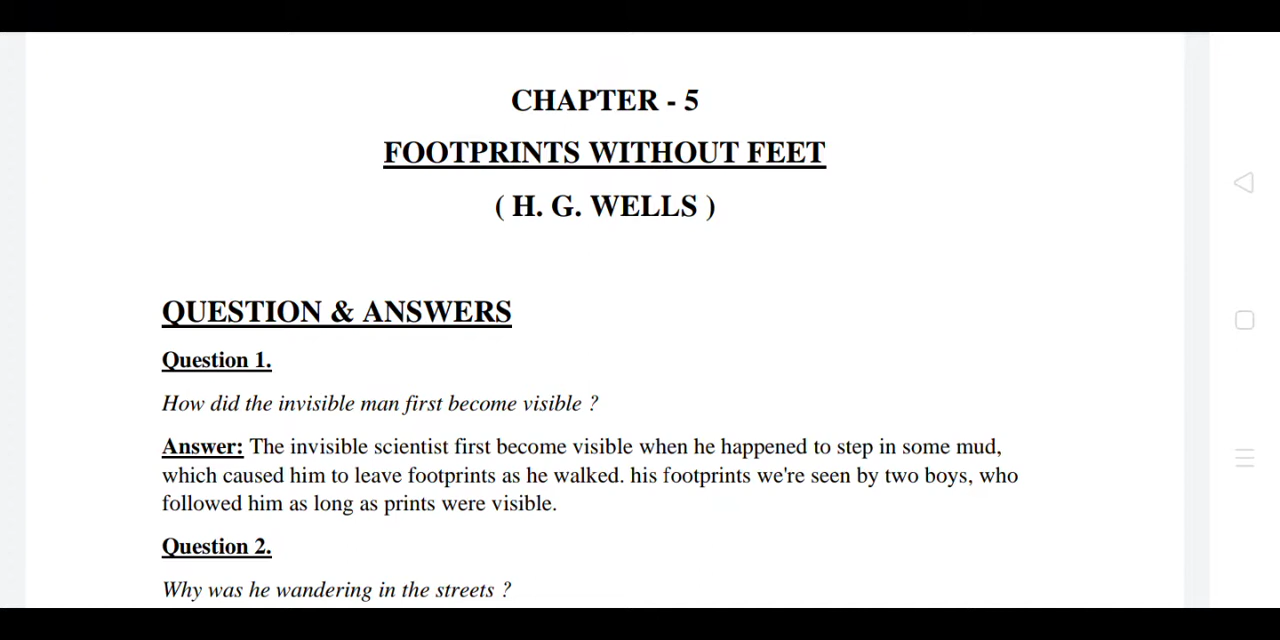 CHAPTER - 5
FOOTPRINTS WITHOUT FEET
( H. G. WELLS )
QUESTION & ANSWERS
Question 1.
How did the invisible man first become visible ?
Answer: The invisible scientist first become visible when he happened to step in some mud,
which caused him to leave footprints as he walked. his footprints we're seen by two boys, who
followed him as long as prints were visible.
Question 2.
Why was he wandering in the streets ?